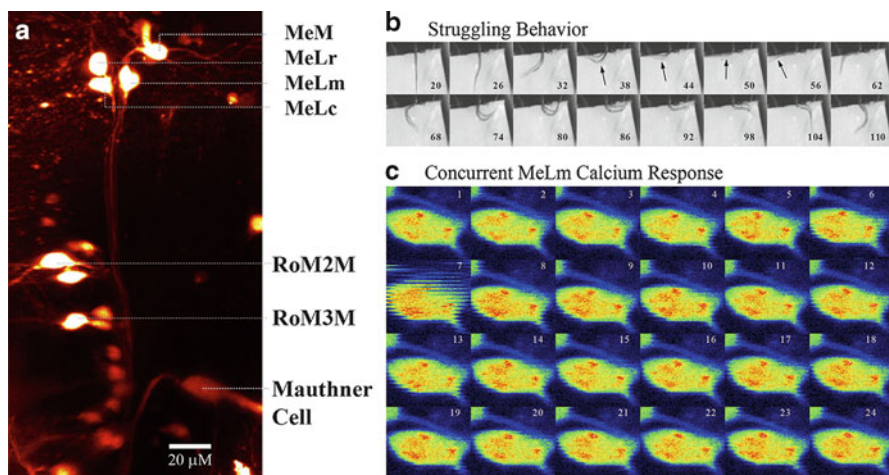 a
MeM
MeLr
MeLm
MeLc
RoM2M
RoM3M
Mauthner
Cell
20 µM
b Struggling Behavior
20 26 32 38 44 50 56 62
68 74 80 86 92 98 104 110
c Concurrent MeLm Calcium Response
1 2 3 4 5 6
7 8 9 10 11 12
13 14 15 16 17 18
19 20 21 22 23 24